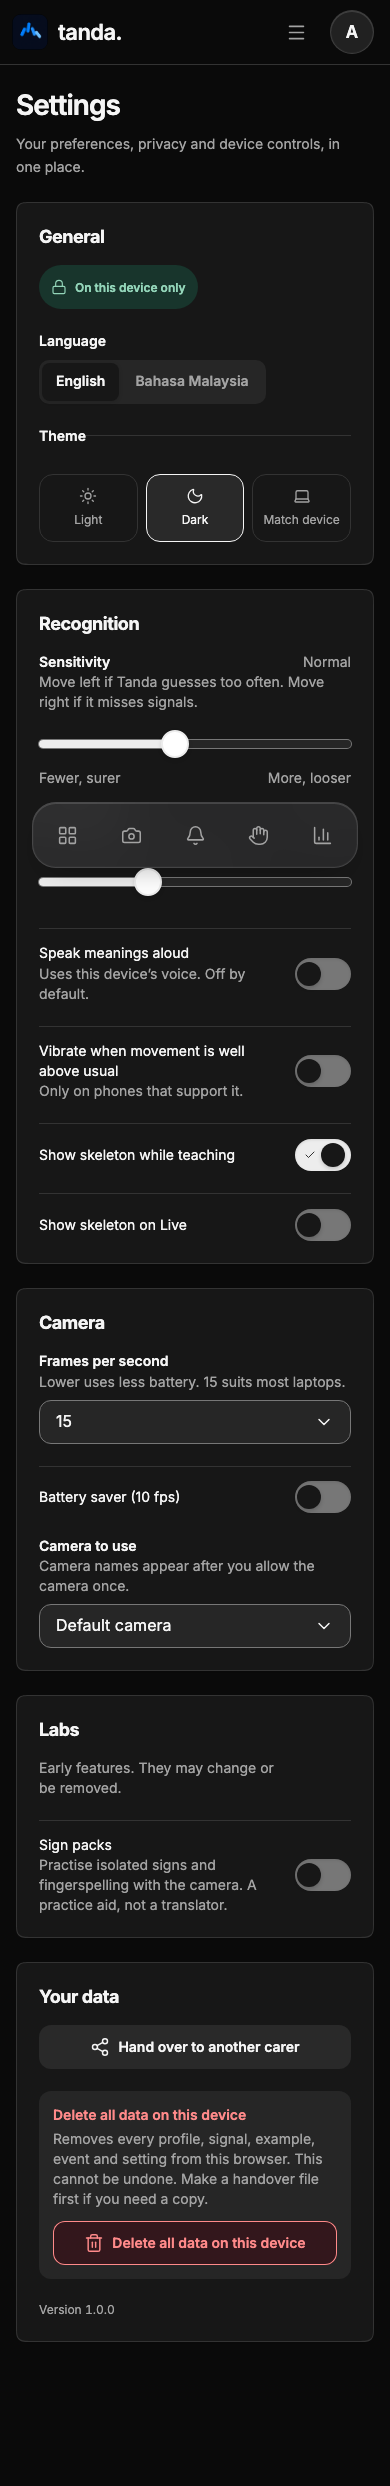 tanda.
A
Settings
Your preferences, privacy and device controls, in
one place.
General
On this device only
Language
English
Bahasa Malaysia
Theme
Light
Dark
Match device
Recognition
Sensitivity
Normal
Move left if Tanda guesses too often. Move
right if it misses signals.
Fewer, surer
More, looser
Speak meanings aloud
Uses this device’s voice. Off by
default.
Vibrate when movement is well
above usual
Only on phones that support it.
Show skeleton while teaching
Show skeleton on Live
Camera
Frames per second
Lower uses less battery. 15 suits most laptops.
15
Battery saver (10 fps)
Camera to use
Camera names appear after you allow the
camera once.
Default camera
Labs
Early features. They may change or
be removed.
Sign packs
Practise isolated signs and
fingerspelling with the camera. A
practice aid, not a translator.
Your data
Hand over to another carer
Delete all data on this device
Removes every profile, signal, example,
event and setting from this browser. This
cannot be undone. Make a handover file
first if you need a copy.
Delete all data on this device
Version 1.0.0